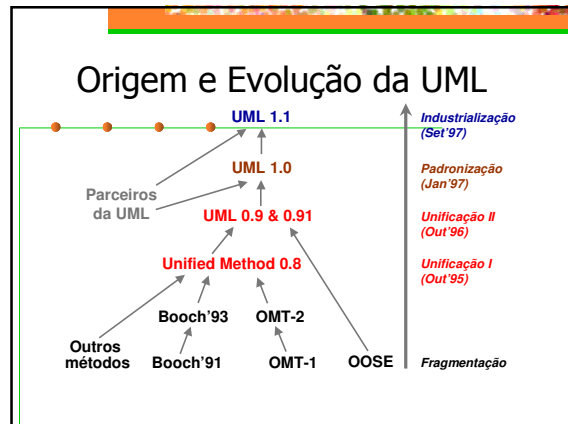 Origem e Evolução da UML
UML 1.1
Industrialização
(Set'97)
UML 1.0
Padronização
(Jan'97)
Parceiros
da UML
UML 0.9 & 0.91
Unificação II
(Out'96)
Unified Method 0.8
Unificação I
(Out'95)
Booch'93
OMT-2
Outros
métodos
Booch'91
OMT-1
OOSE
Fragmentação